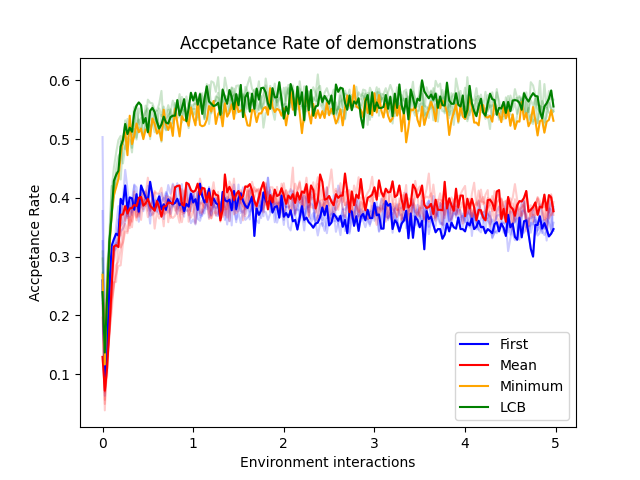 Accpetance Rate of demonstrations
Accpetance Rate
0.6
0.5
0.4
0.3
0.2
0.1
0 1 2 3 4 5
Environment interactions
First
Mean
Minimum
LCB